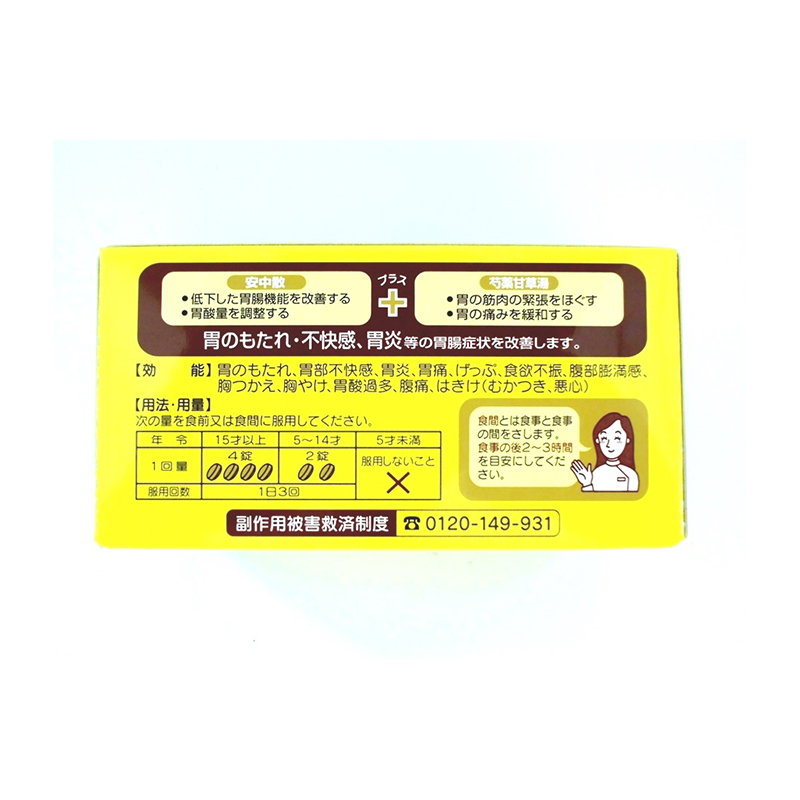 安中散
●低下した胃腸機能を改善する
●胃酸量を調整する
プラス
+
芍薬甘草湯
●胃の筋肉の緊張をほぐす
●胃の痛みを緩和する
胃のもたれ・不快感、胃炎等の胃腸症状を改善します。
【効 能】胃のもたれ、胃部不快感、胃炎、胃痛、げっぷ、食欲不振、腹部膨満感、
胸つかえ、胸やけ、胃酸過多、腹痛、はきけ(むかつき、悪心)
【用法・用量】
次の量を食前又は食間に服用してください。
年 令 15才以上 5〜14才 5才未満
1回量 4錠 2錠 服用しないこと
×
服用回数 1日3回
食間とは食事と食事
の間をさします。
食事の後2〜3時間
を目安にしてくだ
さい。
副作用被害救済制度 ☎0120-149-931